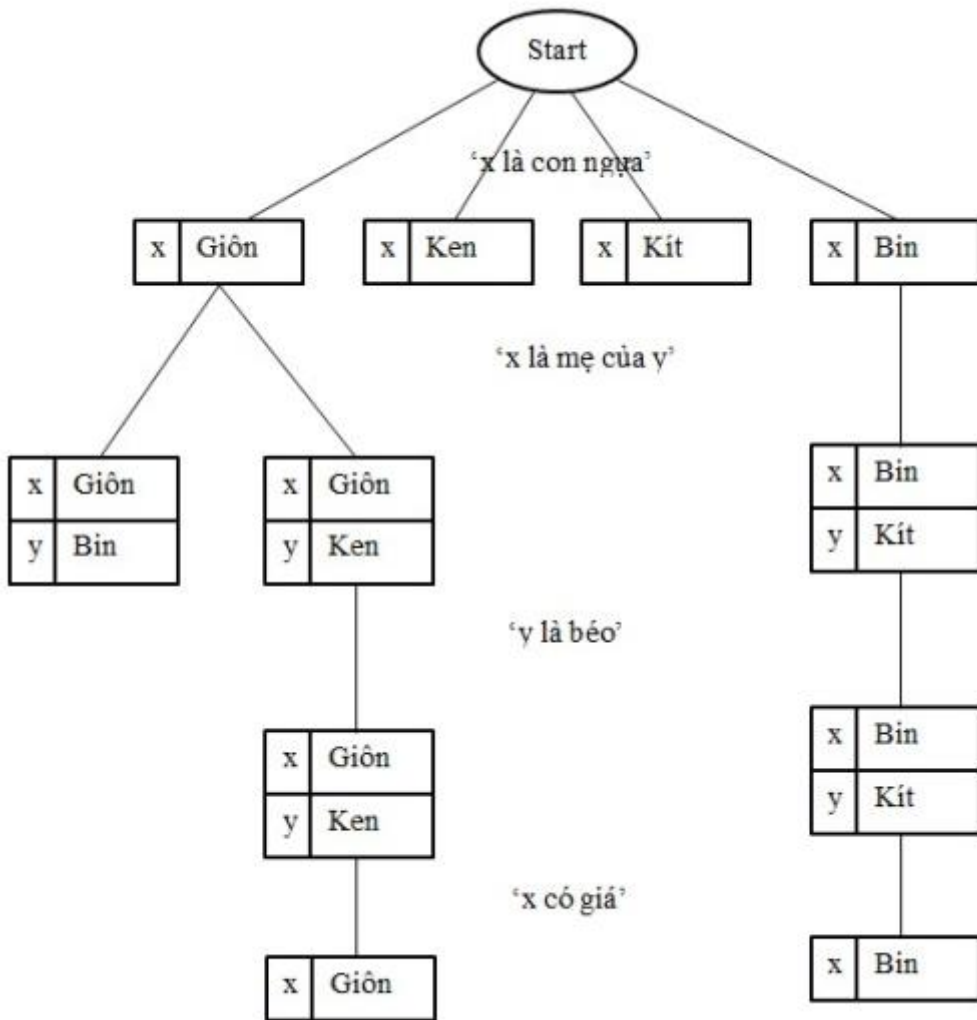 Start
‘x là con ngựa’
x Giôn x Ken x Kít x Bin
‘x là mẹ của y’
x Giôn x Giôn x Bin
y Bin y Ken y Kít
‘y là béo’
x Giôn x Bin
y Ken y Kít
‘x có giá’
x Giôn x Bin